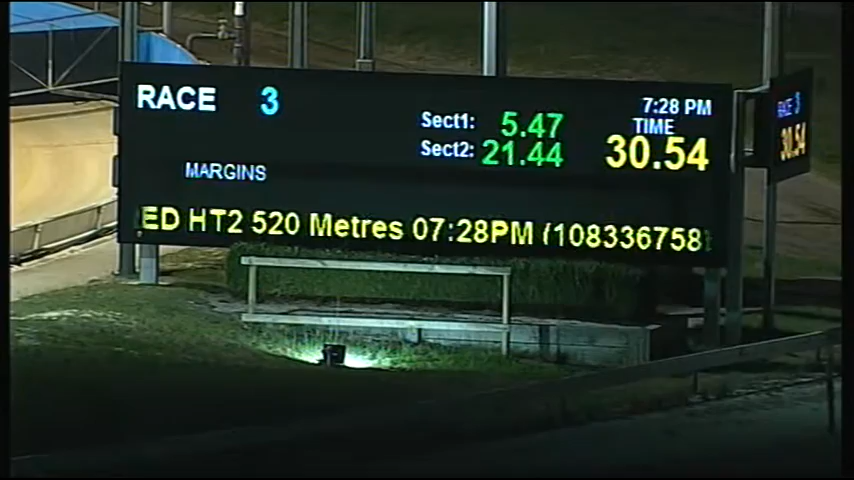 RACE 3
7:28 PM
Sect1: 5.47
TIME
Sect2: 21.44
30.54
MARGINS
ED HT2 520 Metres 07:28PM (108336758
RACE 3
30.54